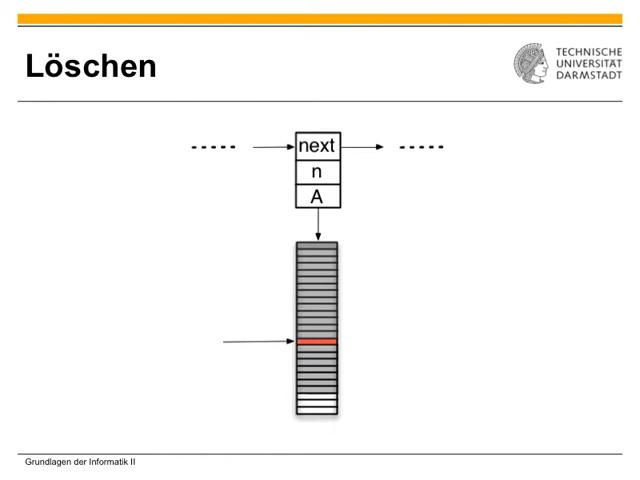 Löschen
TECHNISCHE
UNIVERSITÄT
DARMSTADT
next
n
A
Grundlagen der Informatik II